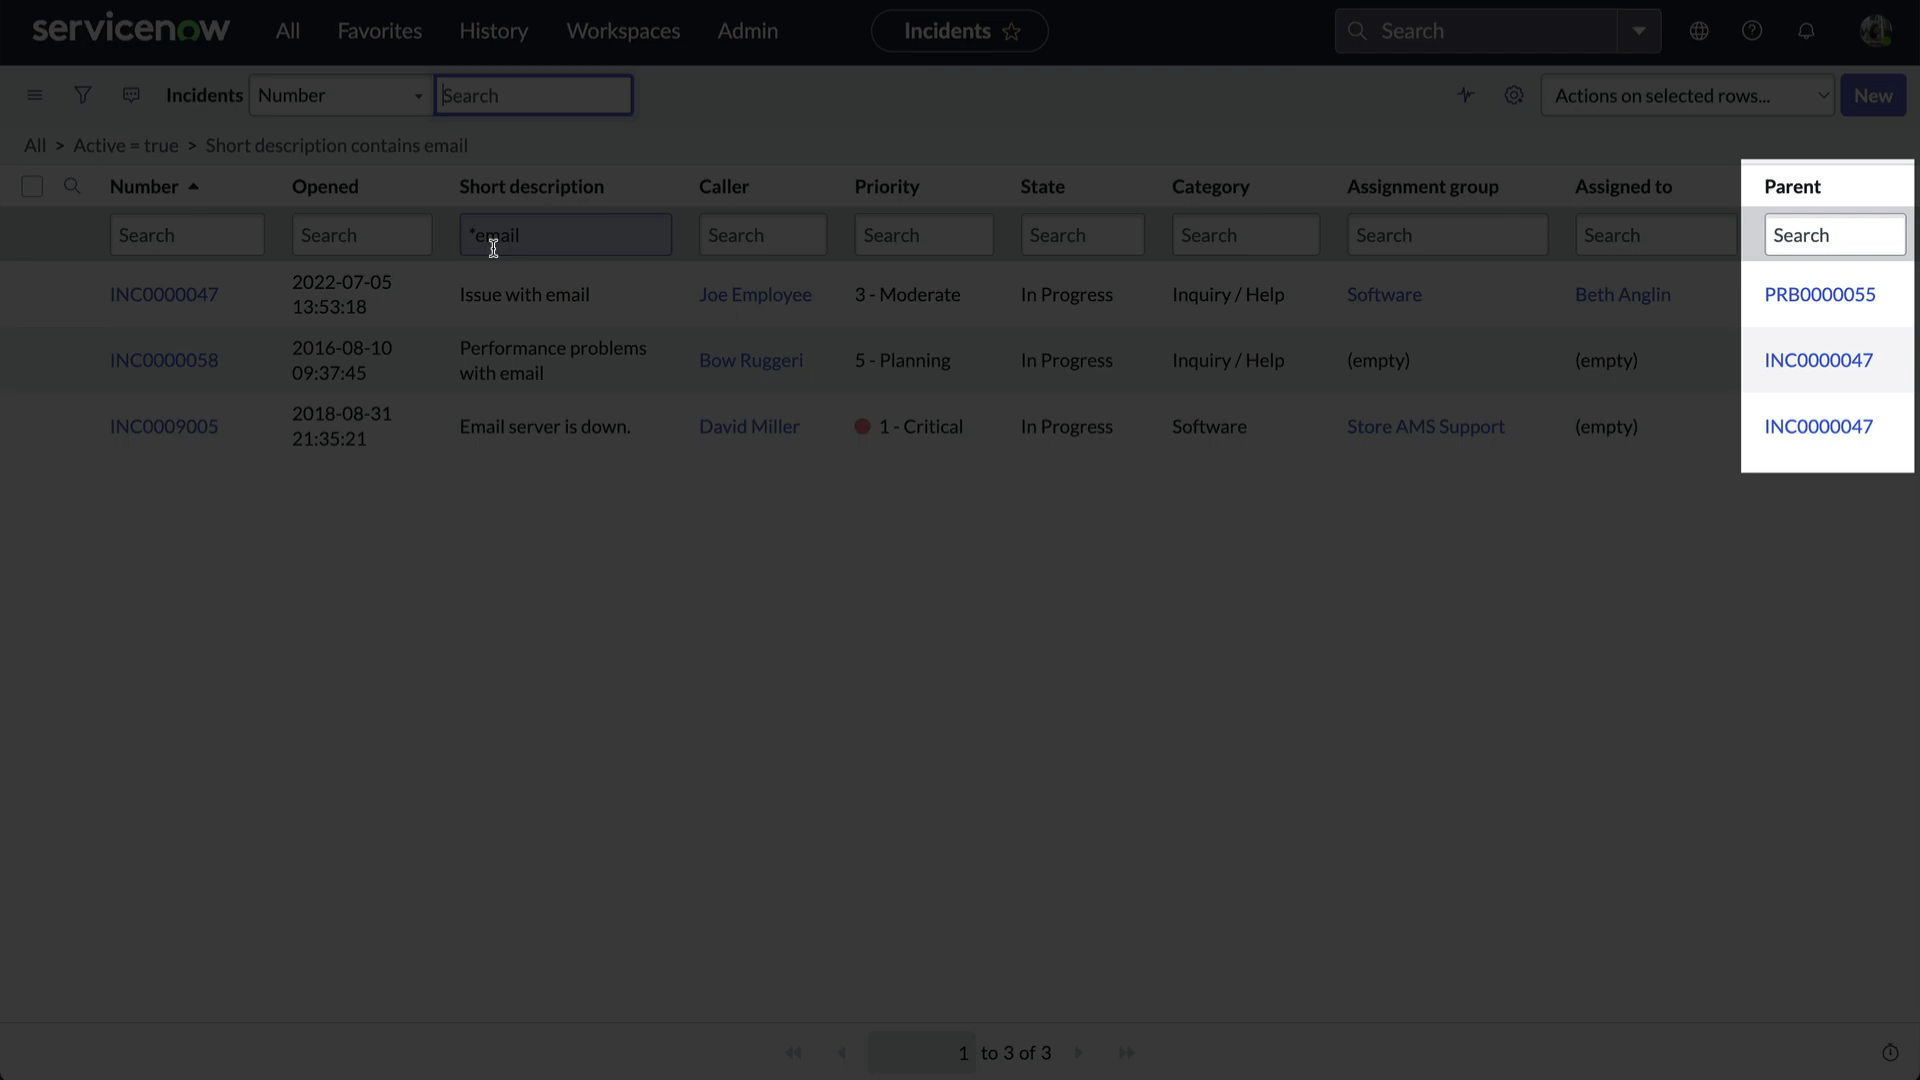 servicenow All Favorites History Workspaces Admin Incidents Search
Incidents Number Search Actions on selected rows... New
All > Active = true > Short description contains email
Number Opened Short description Caller Priority State Category Assignment group Assigned to Parent
Search Search *email Search Search Search Search Search Search Search
INC0000047 2022-07-05 13:53:18 Issue with email Joe Employee 3 - Moderate In Progress Inquiry / Help Software Beth Anglin PRB0000055
INC0000058 2016-08-10 09:37:45 Performance problems with email Bow Ruggeri 5 - Planning In Progress Inquiry / Help (empty) (empty) INC0000047
INC0009005 2018-08-31 21:35:21 Email server is down. David Miller 1 - Critical In Progress Software Store AMS Support (empty) INC0000047
1 to 3 of 3